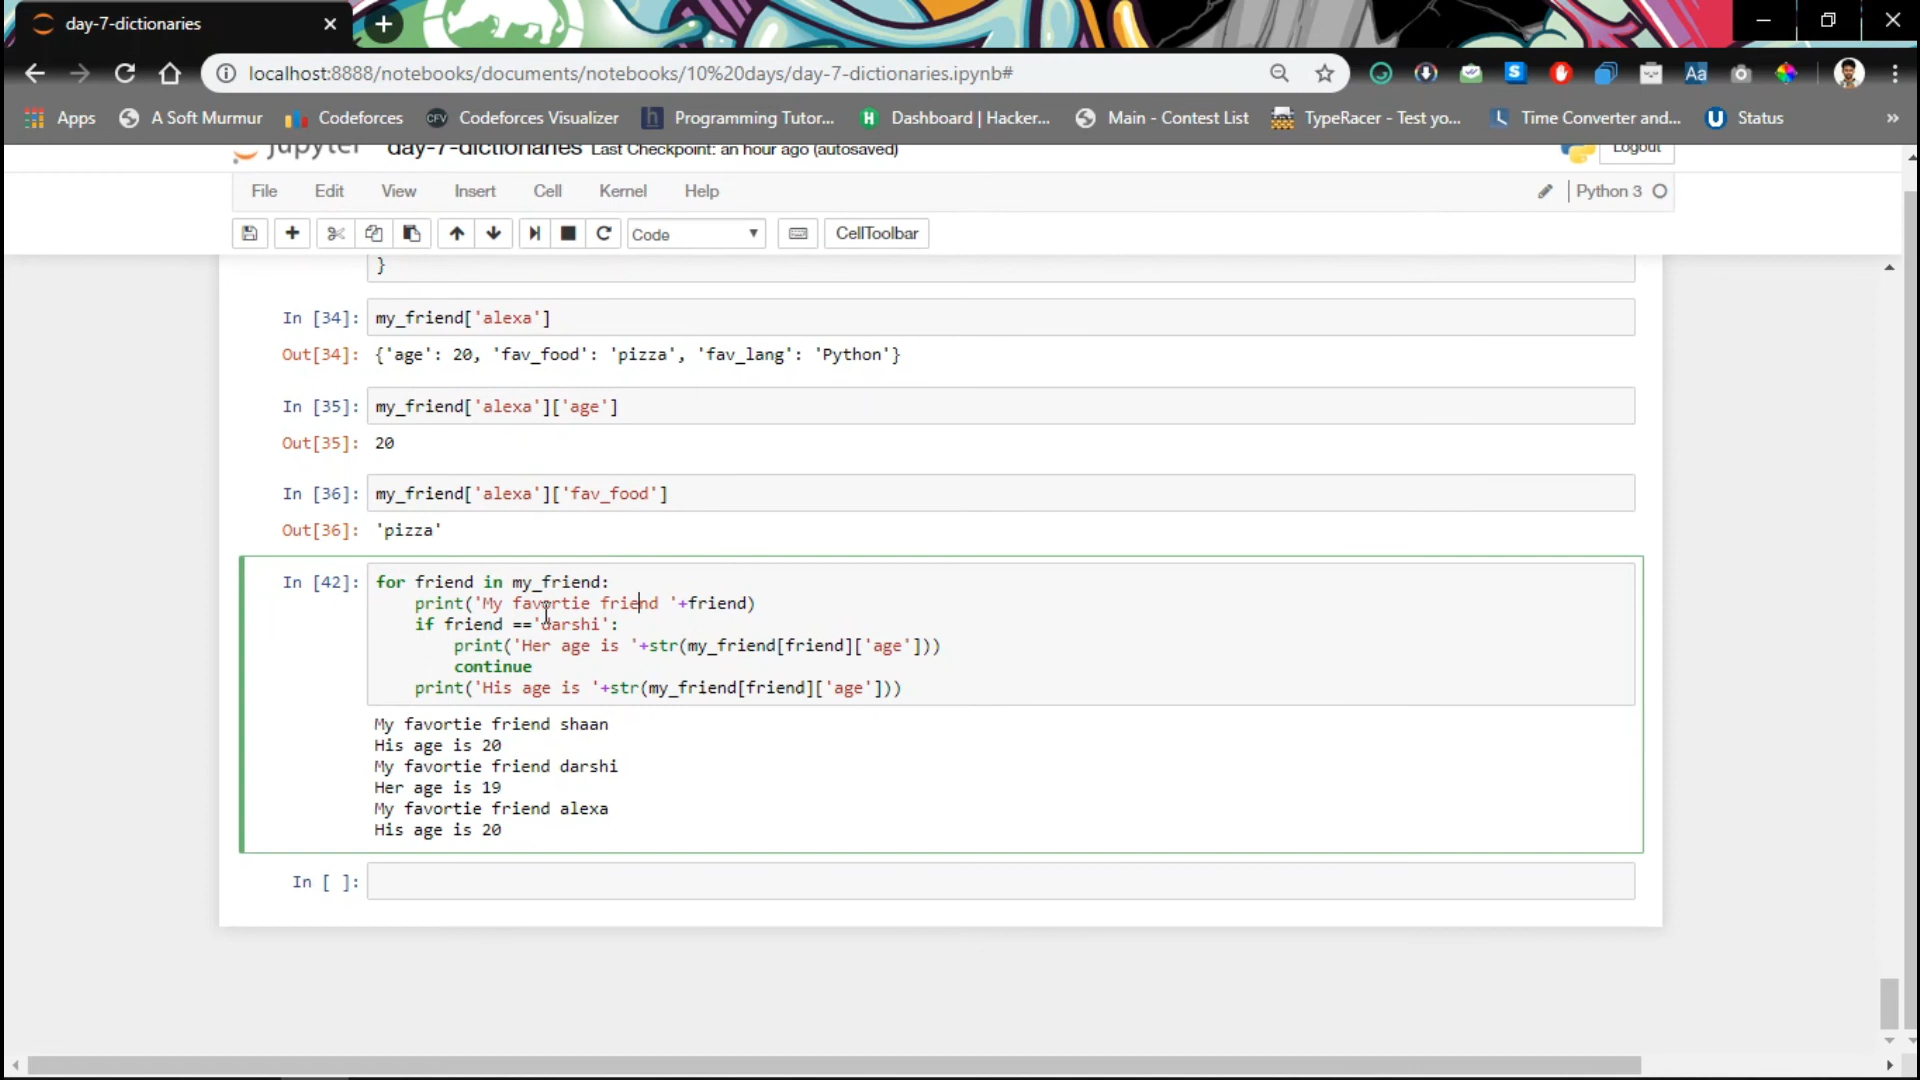 day-7-dictionaries
localhost:8888/notebooks/documents/notebooks/10%20days/day-7-dictionaries.ipynb#
Apps A Soft Murmur Codeforces CFV Codeforces Visualizer h Programming Tutor... H Dashboard | Hacker... Main - Contest List TypeRacer - Test yo... Time Converter and... U Status »
jupyter day-7-dictionaries Last Checkpoint: an hour ago (autosaved) Logout
File Edit View Insert Cell Kernel Help Python 3
Code CellToolbar
}
In [34]: my_friend['alexa']
Out[34]: {'age': 20, 'fav_food': 'pizza', 'fav_lang': 'Python'}
In [35]: my_friend['alexa']['age']
Out[35]: 20
In [36]: my_friend['alexa']['fav_food']
Out[36]: 'pizza'
In [42]: for friend in my_friend:
print('My favortie friend '+friend)
if friend =='darshi':
print('Her age is '+str(my_friend[friend]['age']))
continue
print('His age is '+str(my_friend[friend]['age']))
My favortie friend shaan
His age is 20
My favortie friend darshi
Her age is 19
My favortie friend alexa
His age is 20
In [ ]: